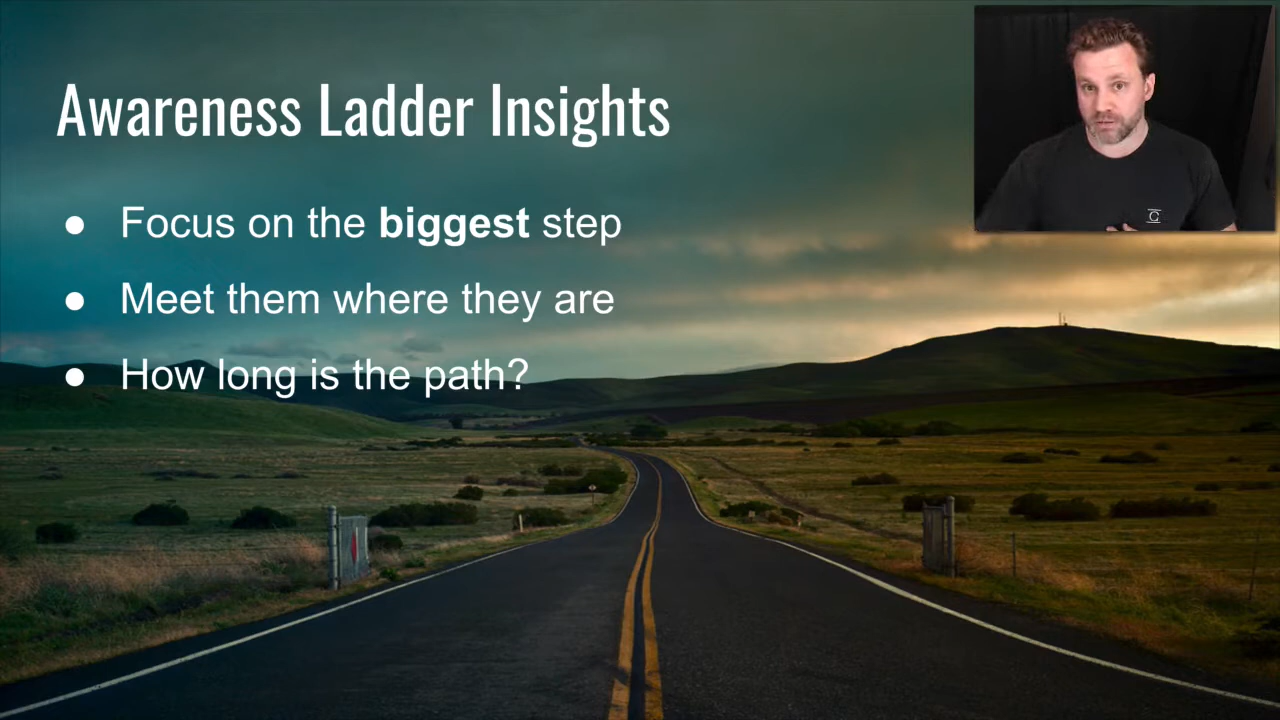 Awareness Ladder Insights
● Focus on the biggest step
● Meet them where they are
● How long is the path?